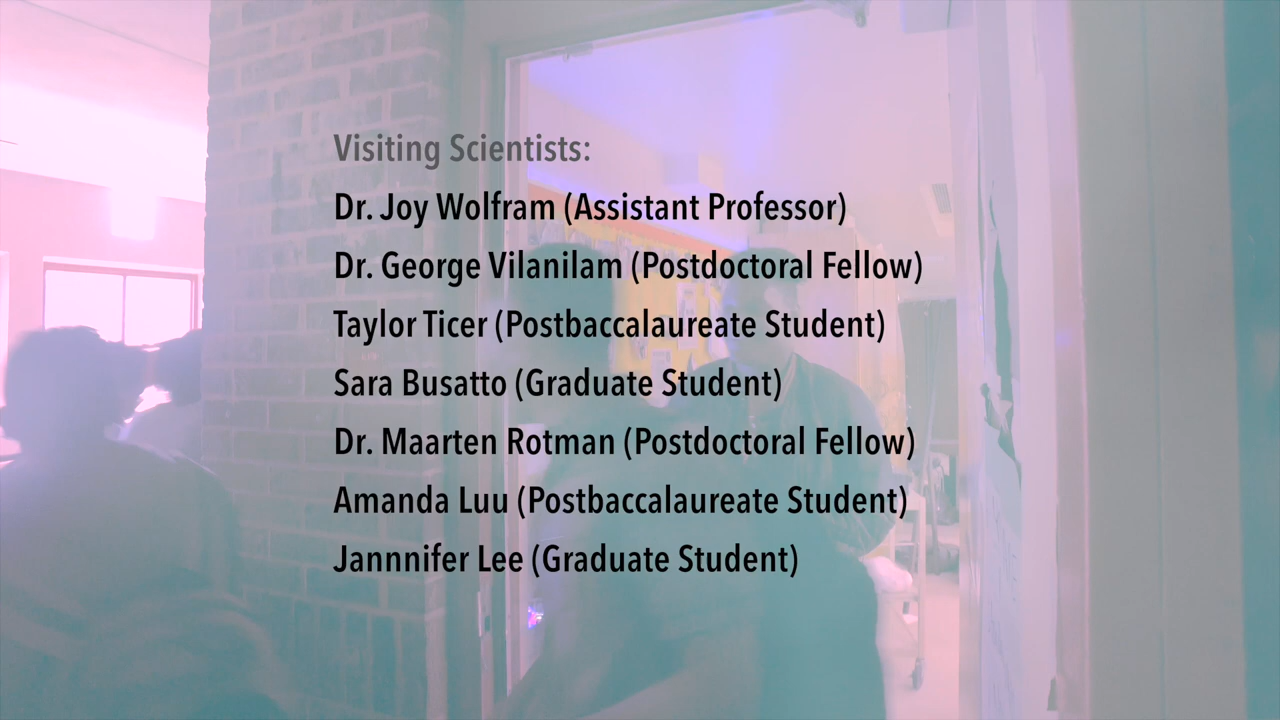 Visiting Scientists:
Dr. Joy Wolfram (Assistant Professor)
Dr. George Vilanilam (Postdoctoral Fellow)
Taylor Ticer (Postbaccalaureate Student)
Sara Busatto (Graduate Student)
Dr. Maarten Rotman (Postdoctoral Fellow)
Amanda Luu (Postbaccalaureate Student)
Jannnifer Lee (Graduate Student)